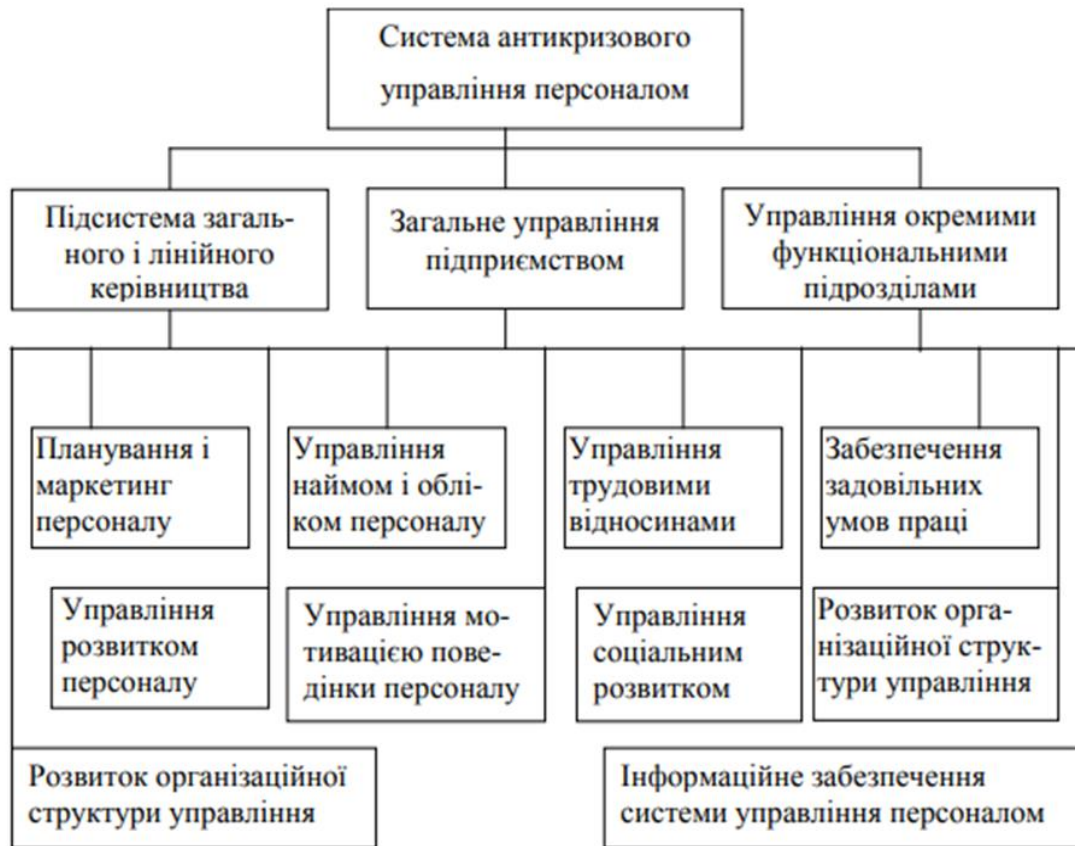 Система антикризового
управління персоналом
Підсистема загаль-
ного і лінійного
керівництва
Загальне управління
підприємством
Управління окремими
функціональними
підрозділами
Планування і
маркетинг
персоналу
Управління
наймом і облі-
ком персоналу
Управління
трудовими
відносинами
Забезпечення
задовільних
умов праці
Управління
розвитком
персоналу
Управління мо-
тивацією пове-
дінки персоналу
Управління
соціальним
розвитком
Розвиток орга-
нізаційної струк-
тури управління
Розвиток організаційної
структури управління
Інформаційне забезпечення
системи управління персоналом